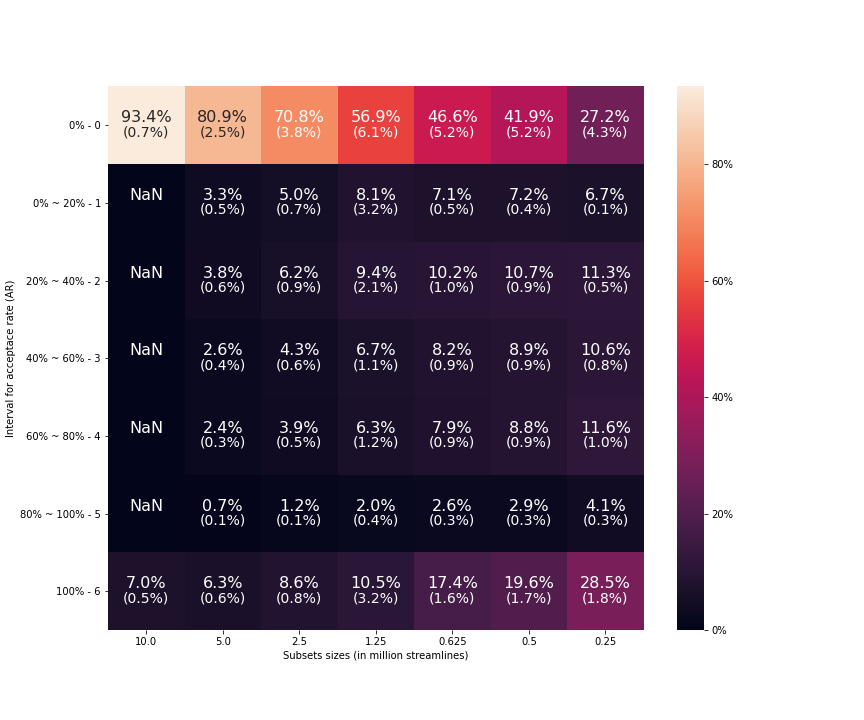 93.4% 80.9% 70.8% 56.9% 46.6% 41.9% 27.2%
0% - 0
(0.7%) (2.5%) (3.8%) (6.1%) (5.2%) (5.2%) (4.3%)
80%
NaN 3.3% 5.0% 8.1% 7.1% 7.2% 6.7%
0% ~ 20% - 1
(0.5%) (0.7%) (3.2%) (0.5%) (0.4%) (0.1%)
NaN 3.8% 6.2% 9.4% 10.2% 10.7% 11.3%
20% ~ 40% - 2
60%
(0.6%) (0.9%) (2.1%) (1.0%) (0.9%) (0.5%)
Interval for acceptace rate (AR)
NaN 2.6% 4.3% 6.7% 8.2% 8.9% 10.6%
40% ~ 60% - 3
(0.4%) (0.6%) (1.1%) (0.9%) (0.9%) (0.8%)
40%
NaN 2.4% 3.9% 6.3% 7.9% 8.8% 11.6%
60% ~ 80% - 4
(0.3%) (0.5%) (1.2%) (0.9%) (0.9%) (1.0%)
NaN 0.7% 1.2% 2.0% 2.6% 2.9% 4.1%
80% ~ 100% - 5
20%
(0.1%) (0.1%) (0.4%) (0.3%) (0.3%) (0.3%)
7.0% 6.3% 8.6% 10.5% 17.4% 19.6% 28.5%
100% - 6
(0.5%) (0.6%) (0.8%) (3.2%) (1.6%) (1.7%) (1.8%)
0%
10.0 5.0 2.5 1.25 0.625 0.5 0.25
Subsets sizes (in million streamlines)